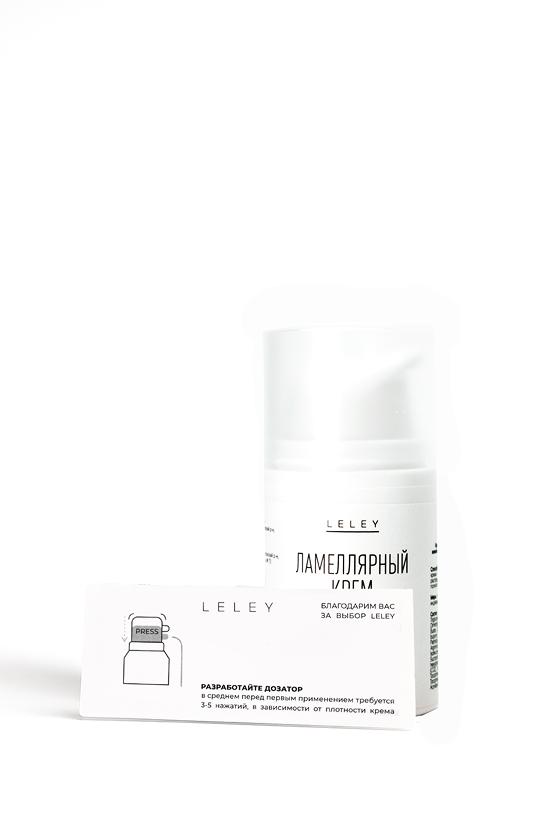 LELEY
ЛАМЕЛЛЯРНЫЙ
КРЕМ
LELEY
БЛАГОДАРИМ ВАС
ЗА ВЫБОР LELEY
PRESS
РАЗРАБОТАЙТЕ ДОЗАТОР
в среднем перед первым применением требуется
3-5 нажатий, в зависимости от плотности крема